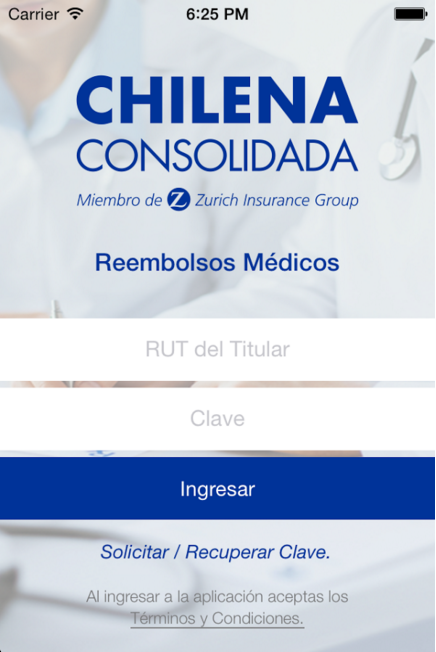 Carrier 6:25 PM
CHILENA
CONSOLIDADA
Miembro de Z Zurich Insurance Group
Reembolsos Médicos
RUT del Titular
Clave
Ingresar
Solicitar / Recuperar Clave.
Al ingresar a la aplicación aceptas los
Términos y Condiciones.